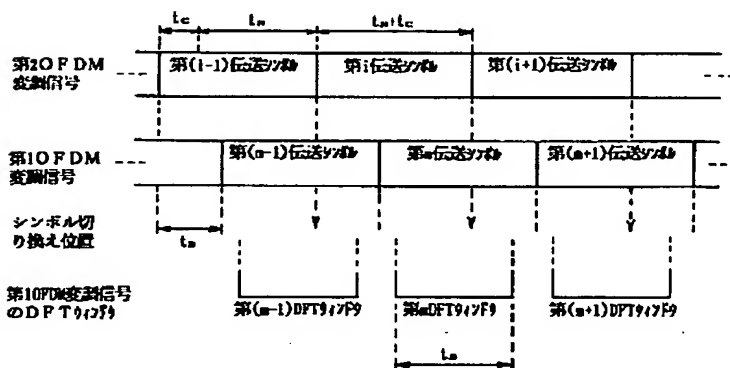 tc tm tm+tc
第2OFDM
変調信号
第(i-1)伝送シンボル 第i伝送シンボル 第(i+1)伝送シンボル
第1OFDM
変調信号
第(m-1)伝送シンボル 第m伝送シンボル 第(m+1)伝送シンボル
シンボル切
り換え位置
第1OFDM変調信号
のDFTウィンドウ
第(m-1)DFTウィンドウ 第mDFTウィンドウ 第(m+1)DFTウィンドウ